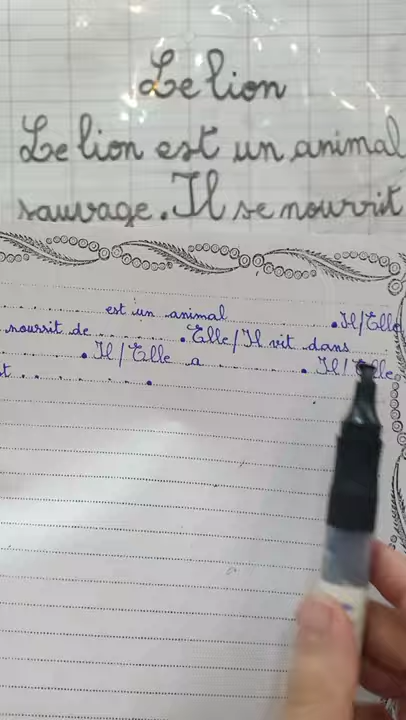 Le lion
Le lion est un animal
sauvage. Il se nourrit
........ est un animal ........ . Il/Elle
nourrit de ........ . Elle/Il vit dans
........ . Il/Elle a ........ . Il/Elle
........ .